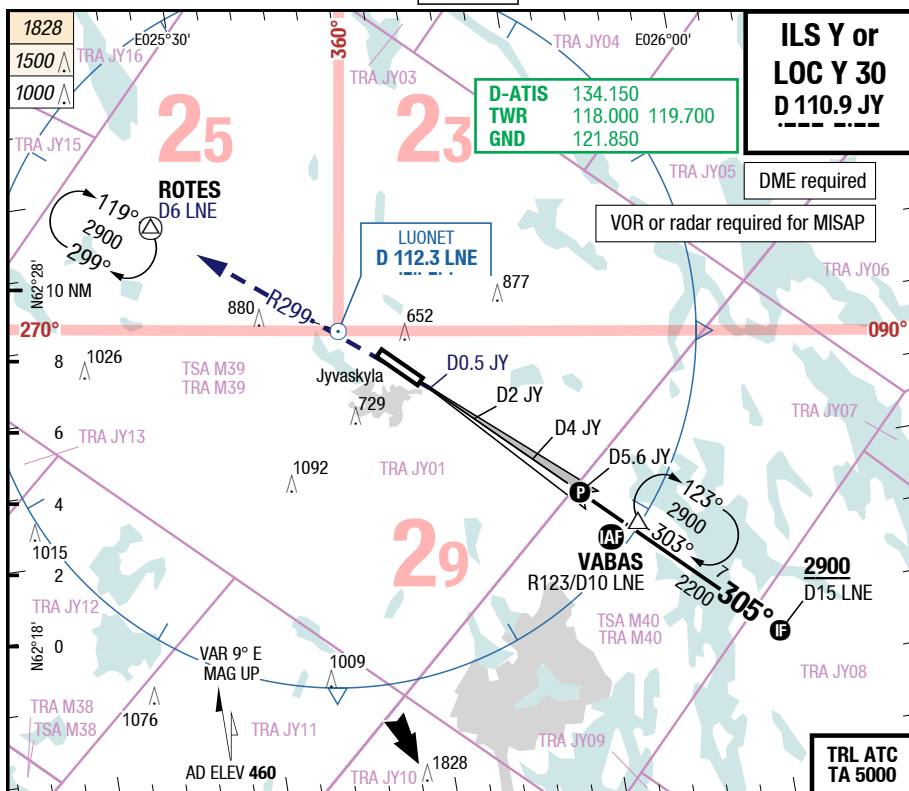 1828
1500
1000
E025°30'
360°
E026°00'
TRA JY16
TRA JY03
TRA JY04
ILS Y or
LOC Y 30
D 110.9 JY
D-ATIS 134.150
TWR 118.000 119.700
GND 121.850
25
23
TRA JY15
TRA JY05
DME required
VOR or radar required for MISAP
ROTES
D6 LNE
119°
2900
299°
LUONET
D 112.3 LNE
TRA JY06
N62°28'
10 NM
R299
880
877
652
270°
090°
8
1026
TSA M39
TRA M39
Jyvaskyla
D0.5 JY
D2 JY
729
TRA JY07
6
TRA JY13
D4 JY
1092
TRA JY01
D5.6 JY
4
P
123°
2900
303°
1015
29
IAF
VABAS
R123/D10 LNE
7
2200
305°
2900
D15 LNE
IF
2
TRA JY12
TSA M40
TRA M40
N62°18'
0
VAR 9° E
MAG UP
1009
TRA JY08
1076
TRA M38
TSA M38
TRA JY11
TRA JY09
AD ELEV 460
TRA JY10
1828
TRL ATC
TA 5000